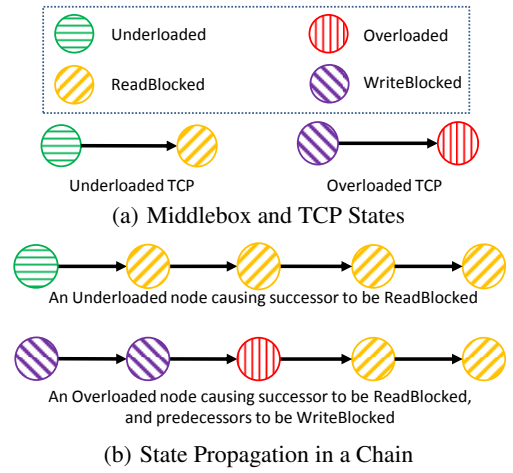 Underloaded
Overloaded
ReadBlocked
WriteBlocked
Underloaded TCP
Overloaded TCP
(a) Middlebox and TCP States
An Underloaded node causing successor to be ReadBlocked
An Overloaded node causing successor to be ReadBlocked,
and predecessors to be WriteBlocked
(b) State Propagation in a Chain